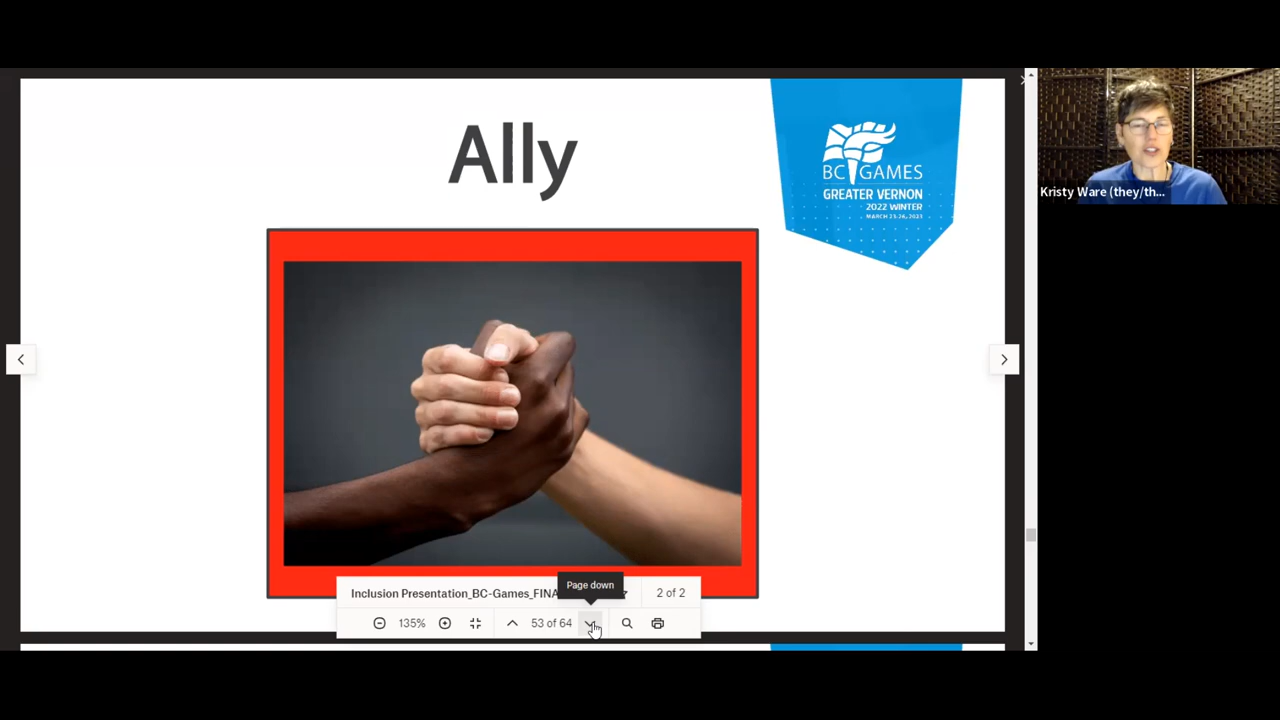 Ally
BC GAMES
GREATER VERNON
2022 WINTER
MARCH 23-26, 2023
Kristy Ware (they/th...
Page down
Inclusion Presentation_BC-Games_FINA
2 of 2
135%
53 of 64